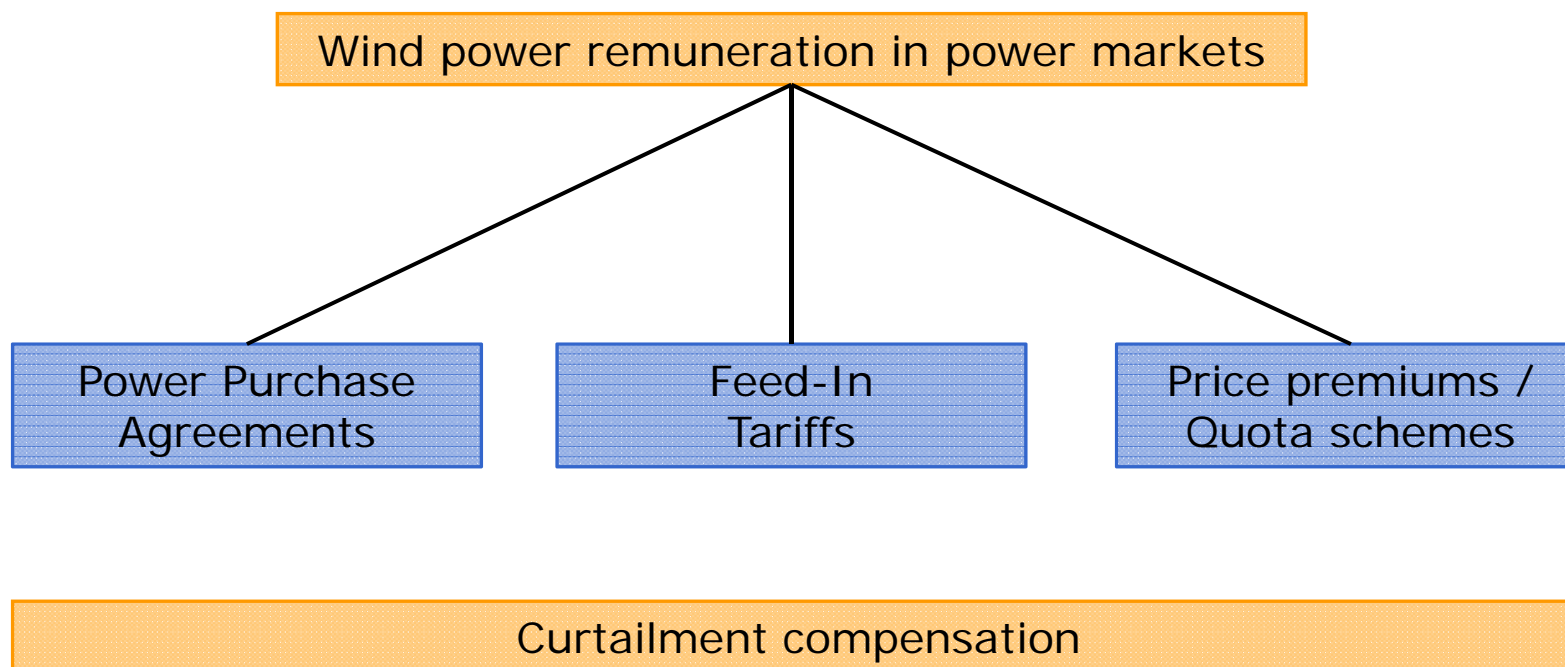 Wind power remuneration in power markets
Power Purchase
Agreements
Feed-In
Tariffs
Price premiums /
Quota schemes
Curtailment compensation